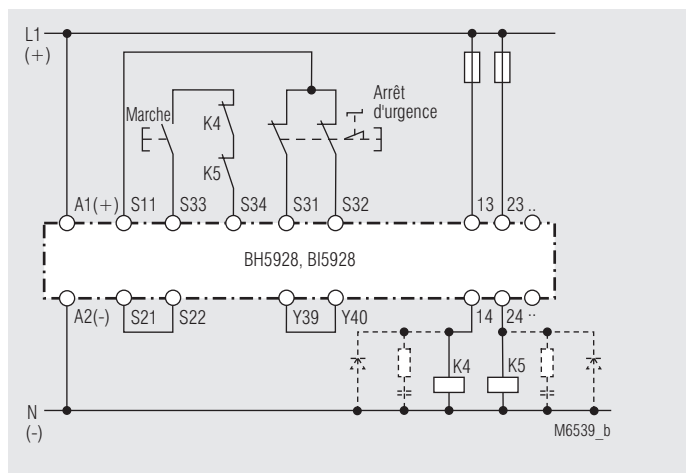 L1
(+)
Arrêt
d'urgence
Marche
K4
K5
A1(+) S11 S33 S34 S31 S32 13 23 ..
BH5928, BI5928
A2(-) S21 S22 Y39 Y40 14 24 ..
K4 K5
N
(-)
M6539_b